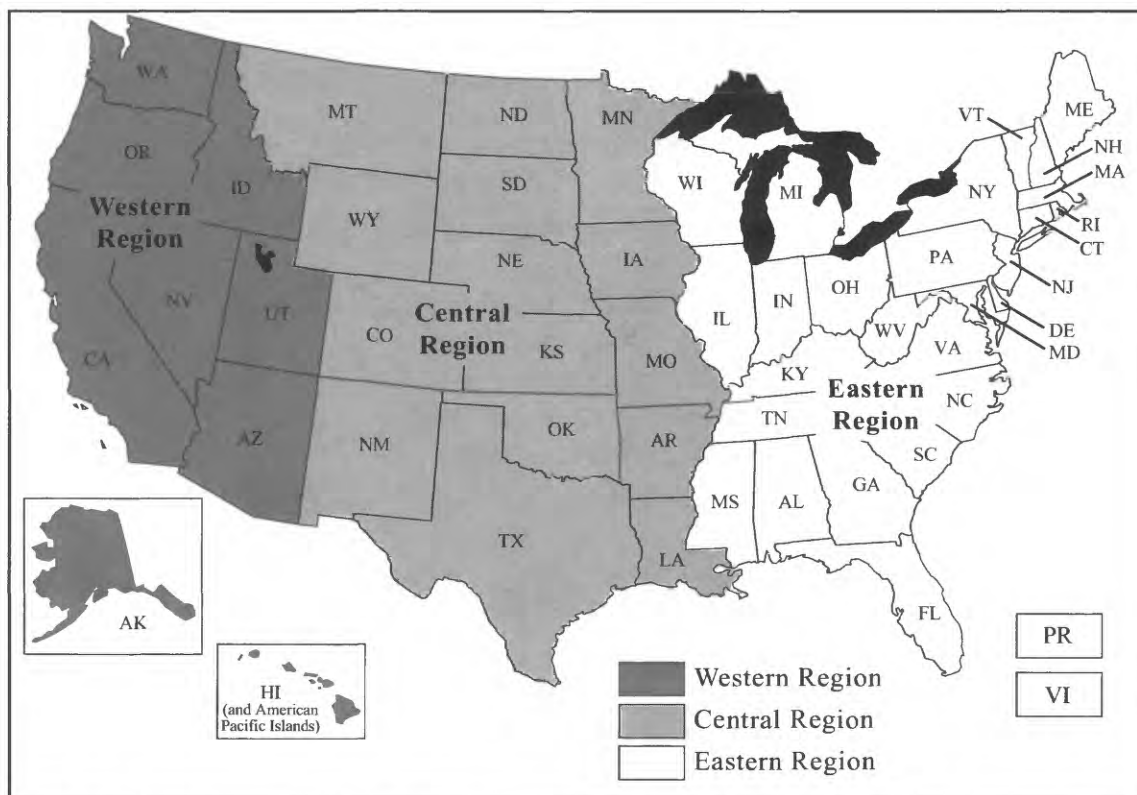 WA
MT
ND
MN
VT
ME
OR
ID
SD
WI
MI
NY
NH
MA
Western
Region
WY
RI
CT
NE
IA
PA
NJ
NV
UT
CO
Central
Region
IL
IN
OH
WV
DE
MD
CA
KS
MO
KY
VA
Eastern
Region
NC
AZ
NM
OK
AR
TN
SC
MS
AL
GA
TX
LA
FL
AK
HI
(and American
Pacific Islands)
Western Region
Central Region
Eastern Region
PR
VI